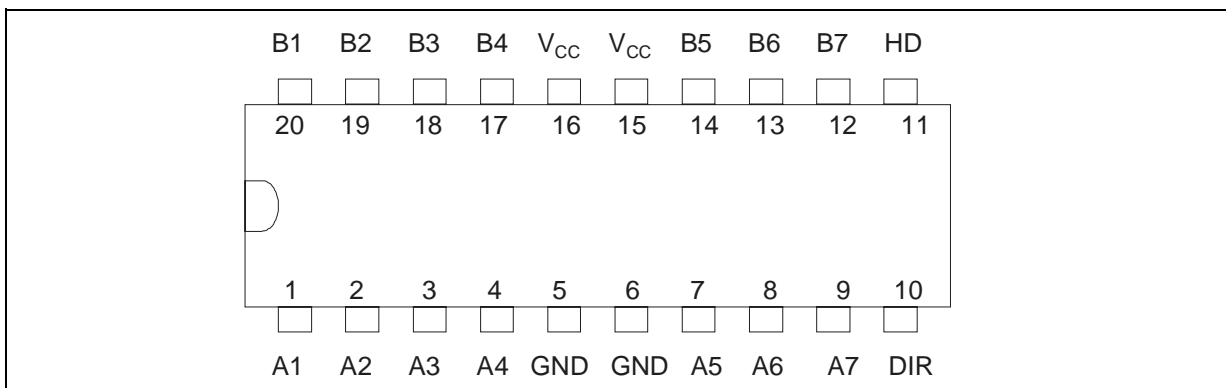 B1 B2 B3 B4 VCC VCC B5 B6 B7 HD
20 19 18 17 16 15 14 13 12 11
1 2 3 4 5 6 7 8 9 10
A1 A2 A3 A4 GND GND A5 A6 A7 DIR